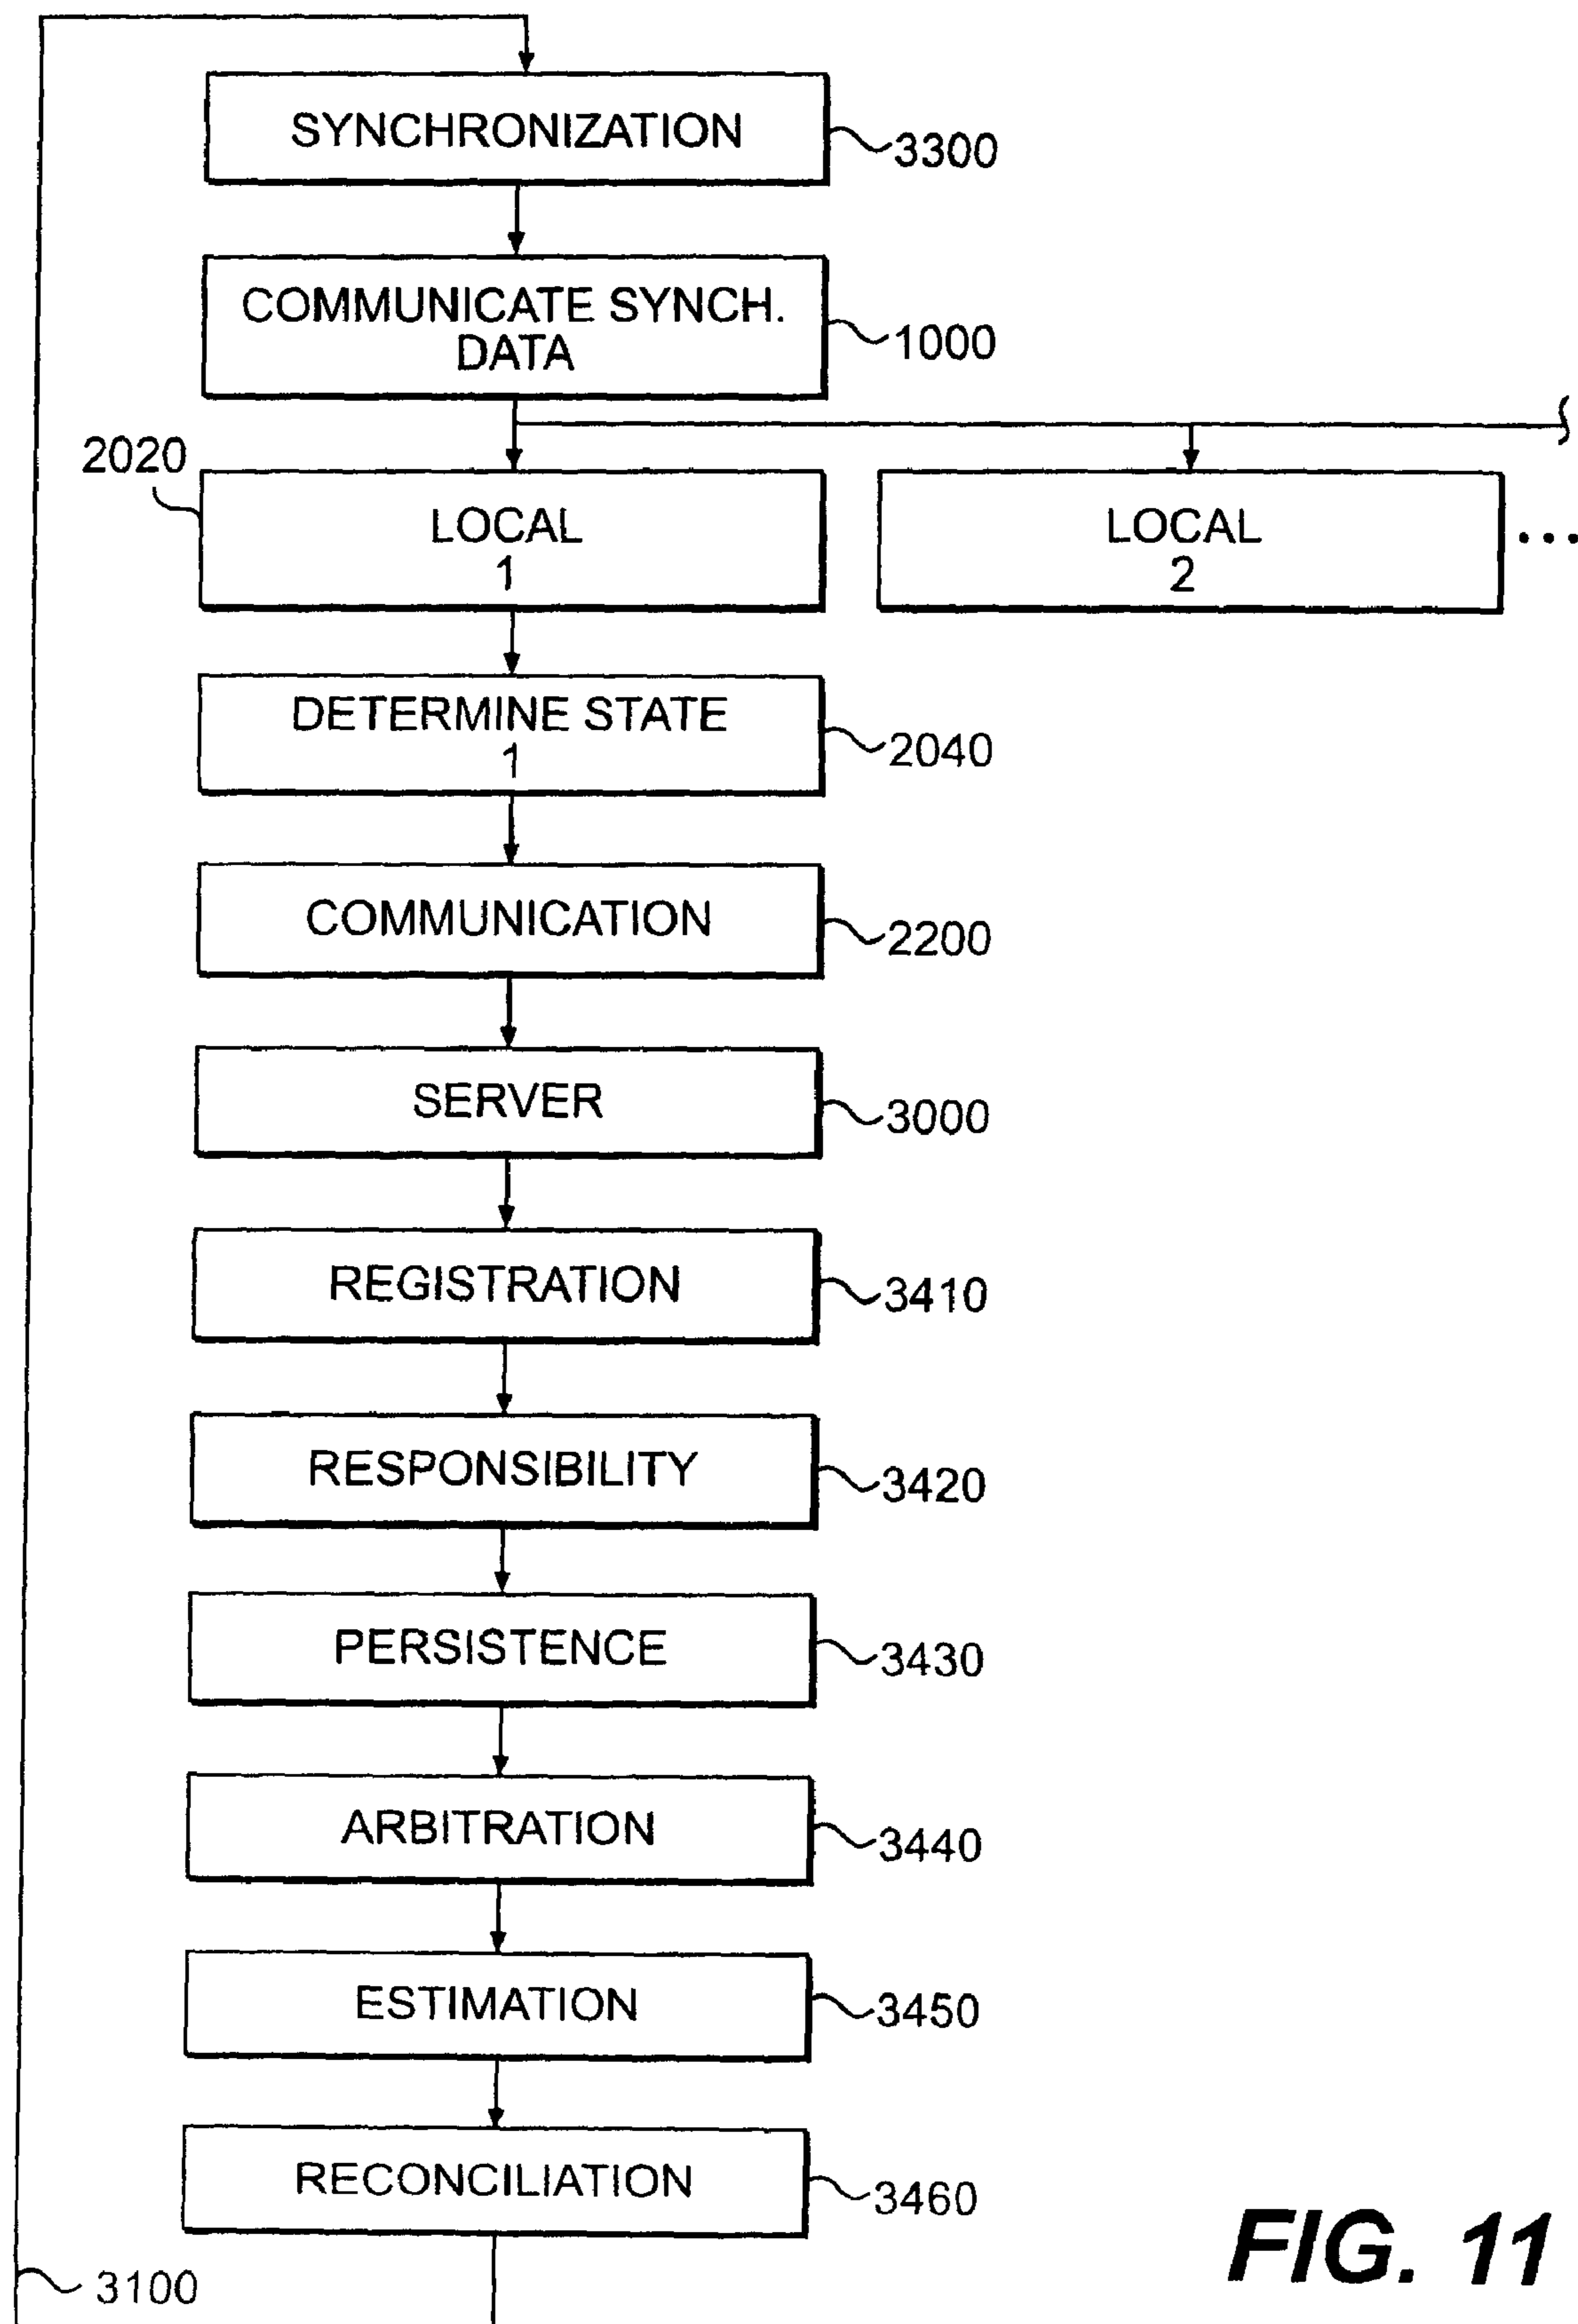 SYNCHRONIZATION
3300
COMMUNICATE SYNCH.
DATA
1000
2020
LOCAL
1
LOCAL
2
...
DETERMINE STATE
1
2040
COMMUNICATION
2200
SERVER
3000
REGISTRATION
3410
RESPONSIBILITY
3420
PERSISTENCE
3430
ARBITRATION
3440
ESTIMATION
3450
RECONCILIATION
3460
3100
FIG. 11